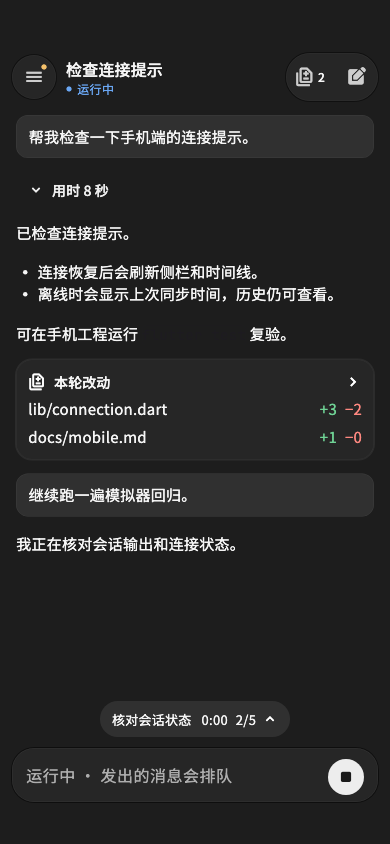 检查连接提示
运行中
2
帮我检查一下手机端的连接提示。
用时 8 秒
已检查连接提示。
• 连接恢复后会刷新侧栏和时间线。
• 离线时会显示上次同步时间，历史仍可查看。
可在手机工程运行 复验。
本轮改动
lib/connection.dart +3 −2
docs/mobile.md +1 −0
继续跑一遍模拟器回归。
我正在核对会话输出和连接状态。
核对会话状态 0:00 2/5
运行中 · 发出的消息会排队